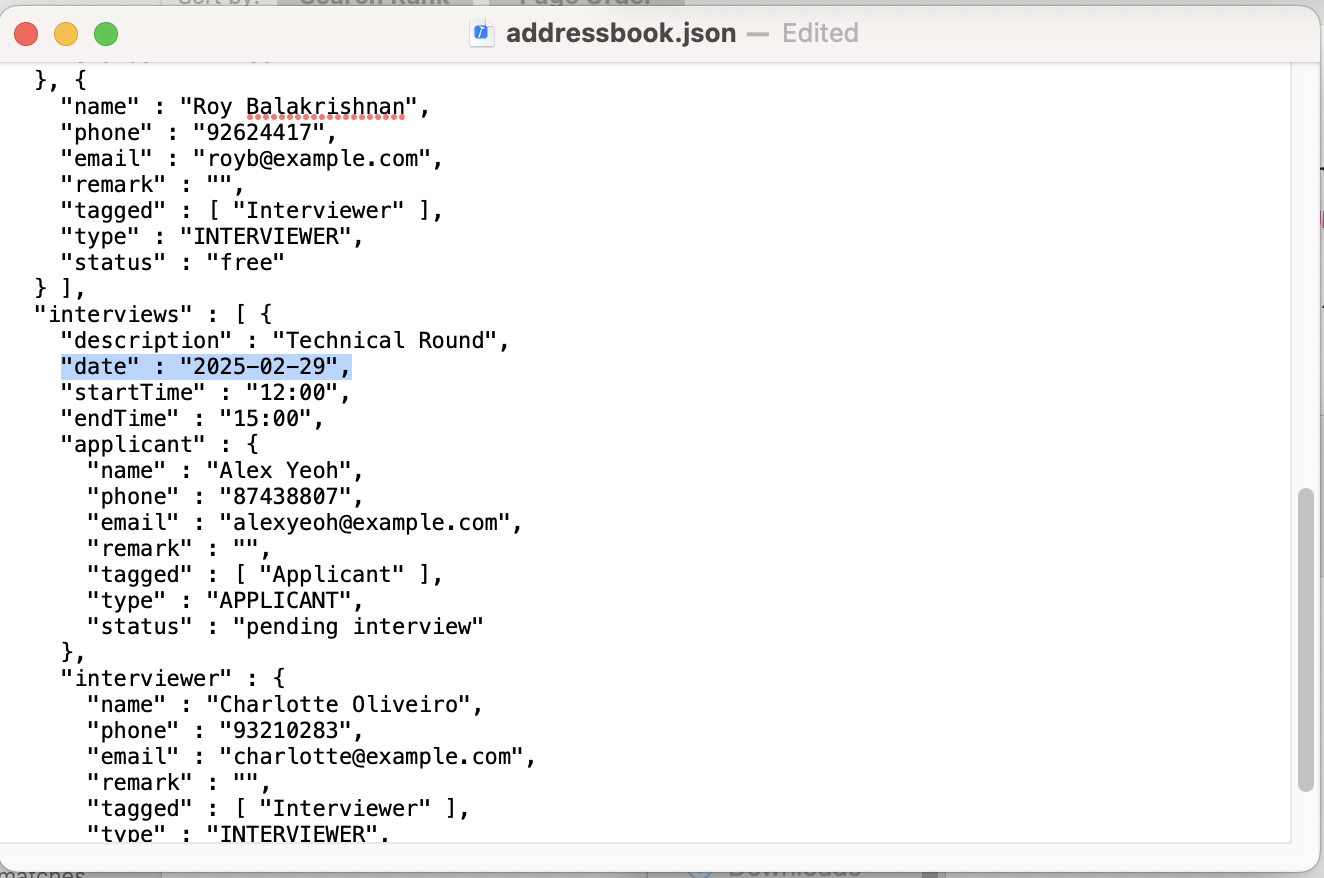 addressbook.json — Edited
}, {
"name" : "Roy Balakrishnan",
"phone" : "92624417",
"email" : "royb@example.com",
"remark" : "",
"tagged" : [ "Interviewer" ],
"type" : "INTERVIEWER",
"status" : "free"
} ],
"interviews" : [ {
"description" : "Technical Round",
"date" : "2025-02-29",
"startTime" : "12:00",
"endTime" : "15:00",
"applicant" : {
"name" : "Alex Yeoh",
"phone" : "87438807",
"email" : "alexyeoh@example.com",
"remark" : "",
"tagged" : [ "Applicant" ],
"type" : "APPLICANT",
"status" : "pending interview"
},
"interviewer" : {
"name" : "Charlotte Oliveiro",
"phone" : "93210283",
"email" : "charlotte@example.com",
"remark" : "",
"tagged" : [ "Interviewer" ],
"type" : "INTERVIEWER",